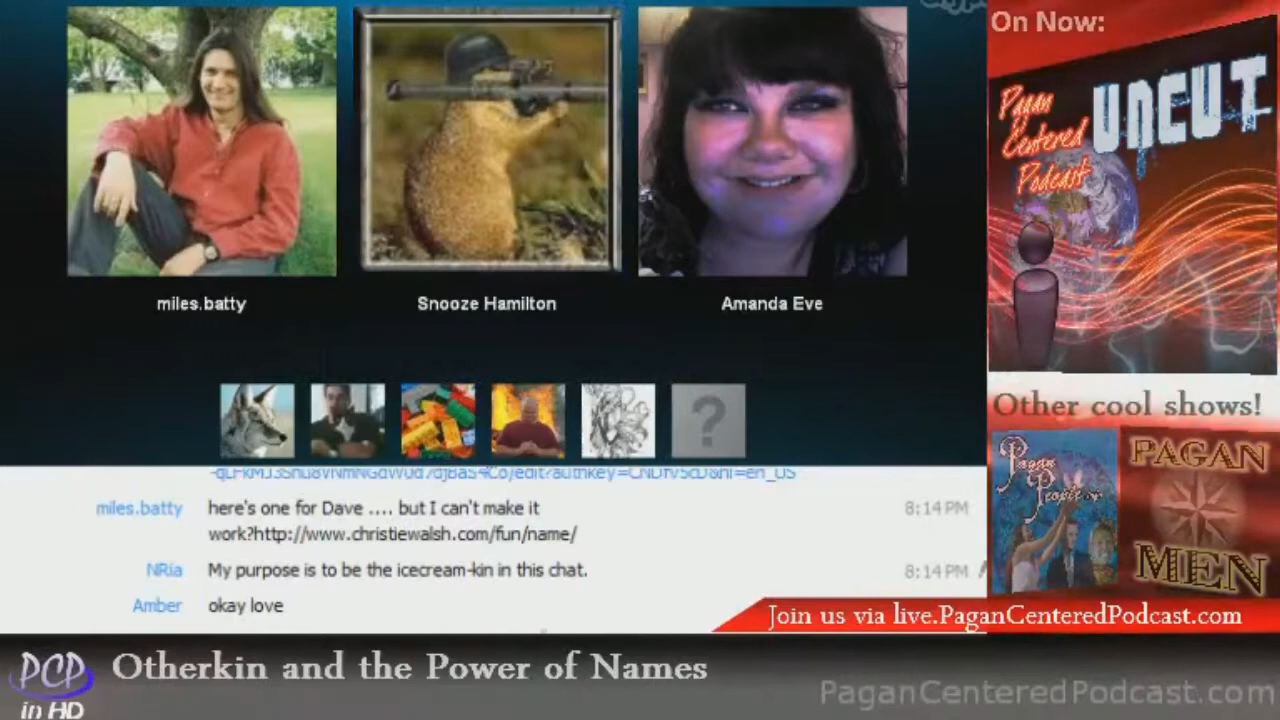 On Now:
Pagan
Centered
Podcast
UNCUT
miles.batty
Snooze Hamilton
Amanda Eve
?
Other cool shows!
Pagan
People
PAGAN
MEN
miles.batty
here's one for Dave .... but I can't make it
8:14 PM
work?http://www.christiewalsh.com/fun/name/
NRia
My purpose is to be the icecream-kin in this chat.
8:14 PM
Amber
okay love
Join us via live.PaganCenteredPodcast.com
PCP
in HD
Otherkin and the Power of Names
PaganCenteredPodcast.com